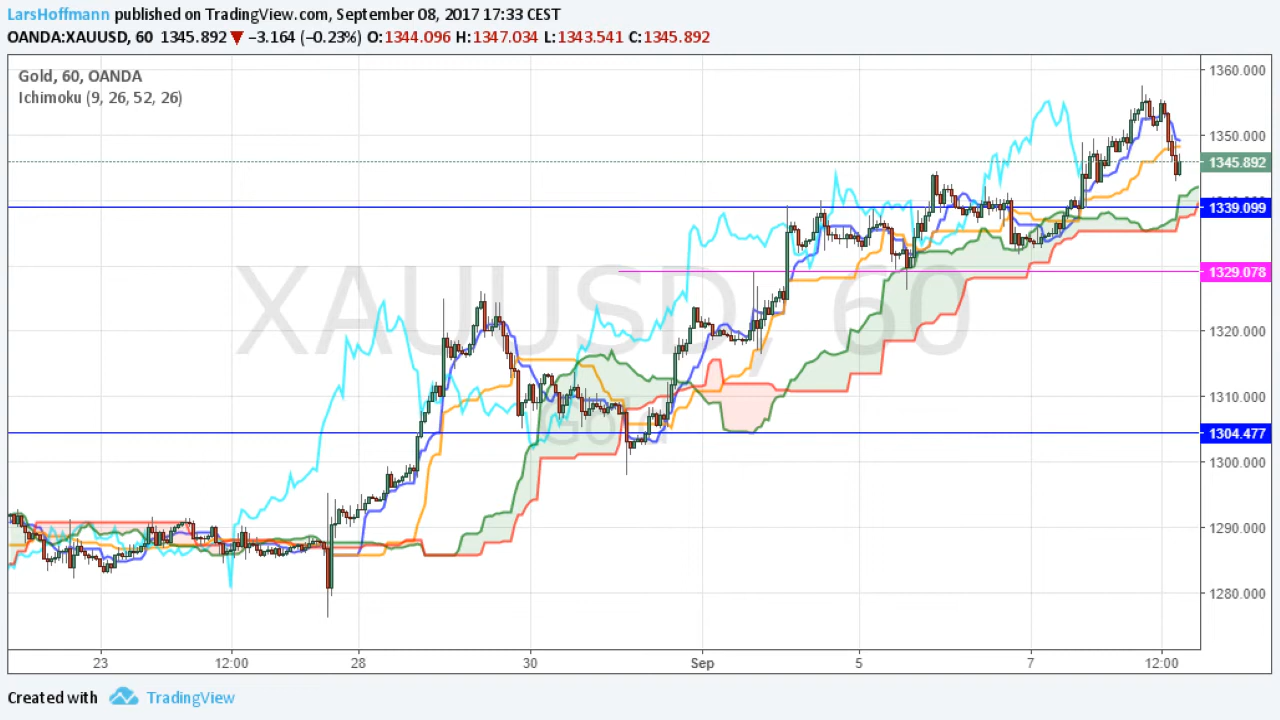 LarsHoffmann published on TradingView.com, September 08, 2017 17:33 CEST
OANDA:XAUUSD, 60 1345.892 ▼ −3.164 (−0.23%) O:1344.096 H:1347.034 L:1343.541 C:1345.892
Gold, 60, OANDA
Ichimoku (9, 26, 52, 26)
XAUUSD, 60
Gold
1360.000
1350.000
1345.892
1339.099
1329.078
1320.000
1310.000
1304.477
1300.000
1290.000
1280.000
23 12:00 28 30 Sep 5 7 12:00
Created with TradingView